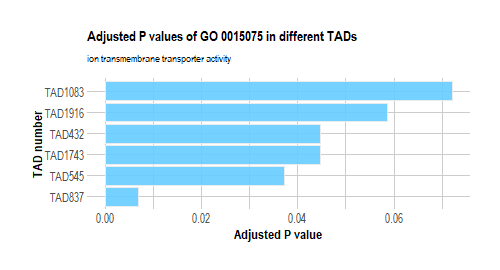 Adjusted P values of GO 0015075 in different TADs
ion transmembrane transporter activity
TAD1083
TAD1916
TAD432
TAD1743
TAD545
TAD837
TAD number
0.00 0.02 0.04 0.06
Adjusted P value